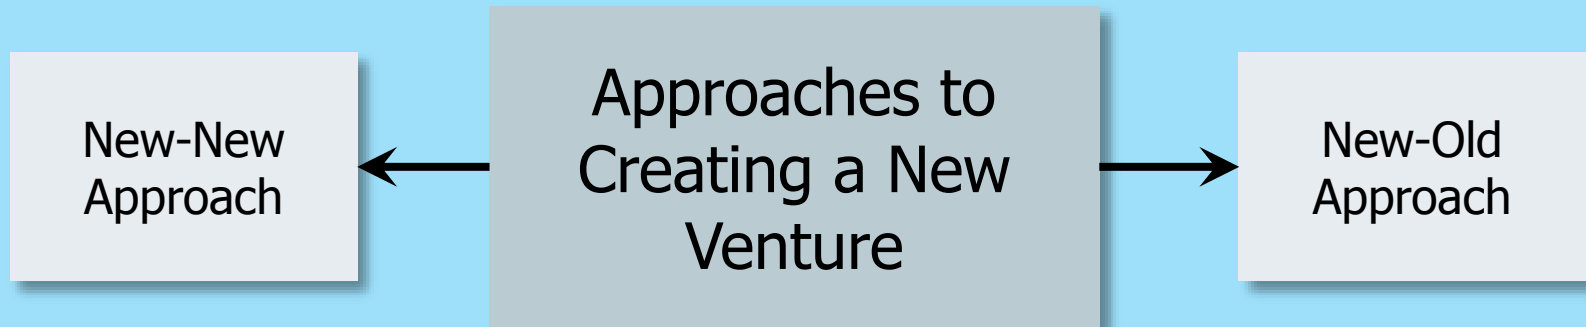 New-New
Approach
Approaches to
Creating a New
Venture
New-Old
Approach